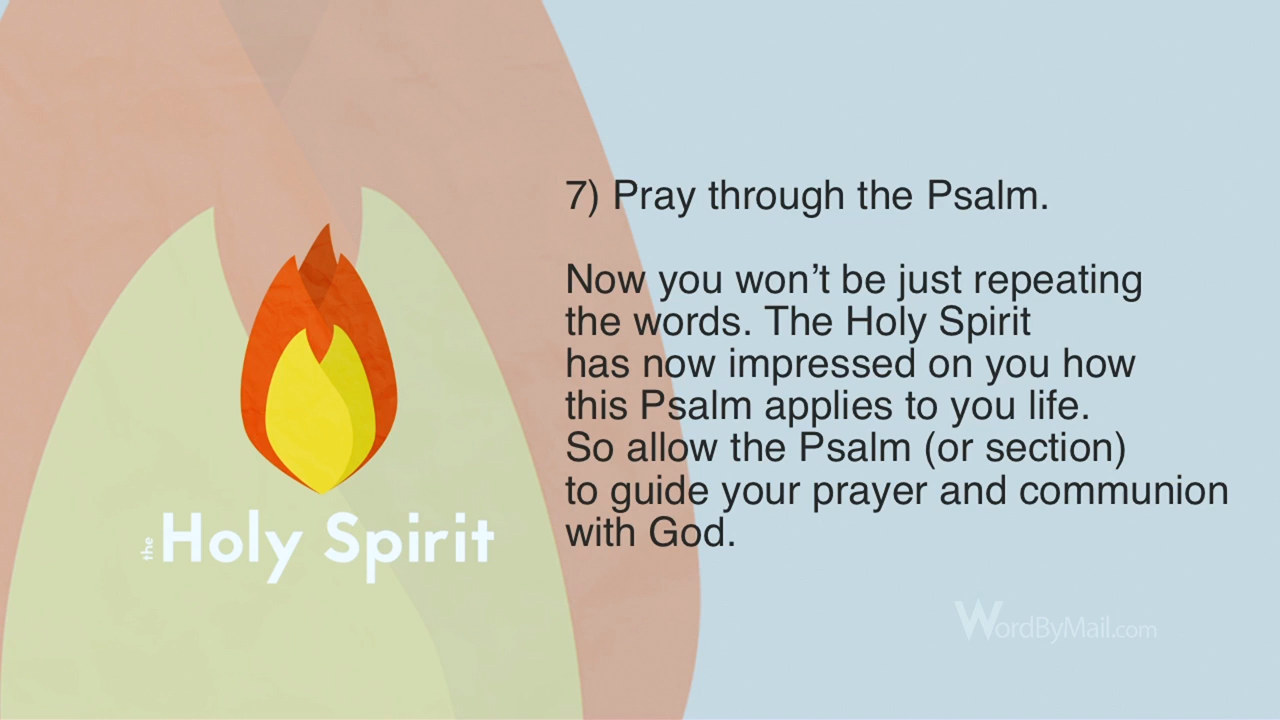 7) Pray through the Psalm.
Now you won’t be just repeating
the words. The Holy Spirit
has now impressed on you how
this Psalm applies to you life.
So allow the Psalm (or section)
to guide your prayer and communion
with God.
the Holy Spirit
WordByMail.com